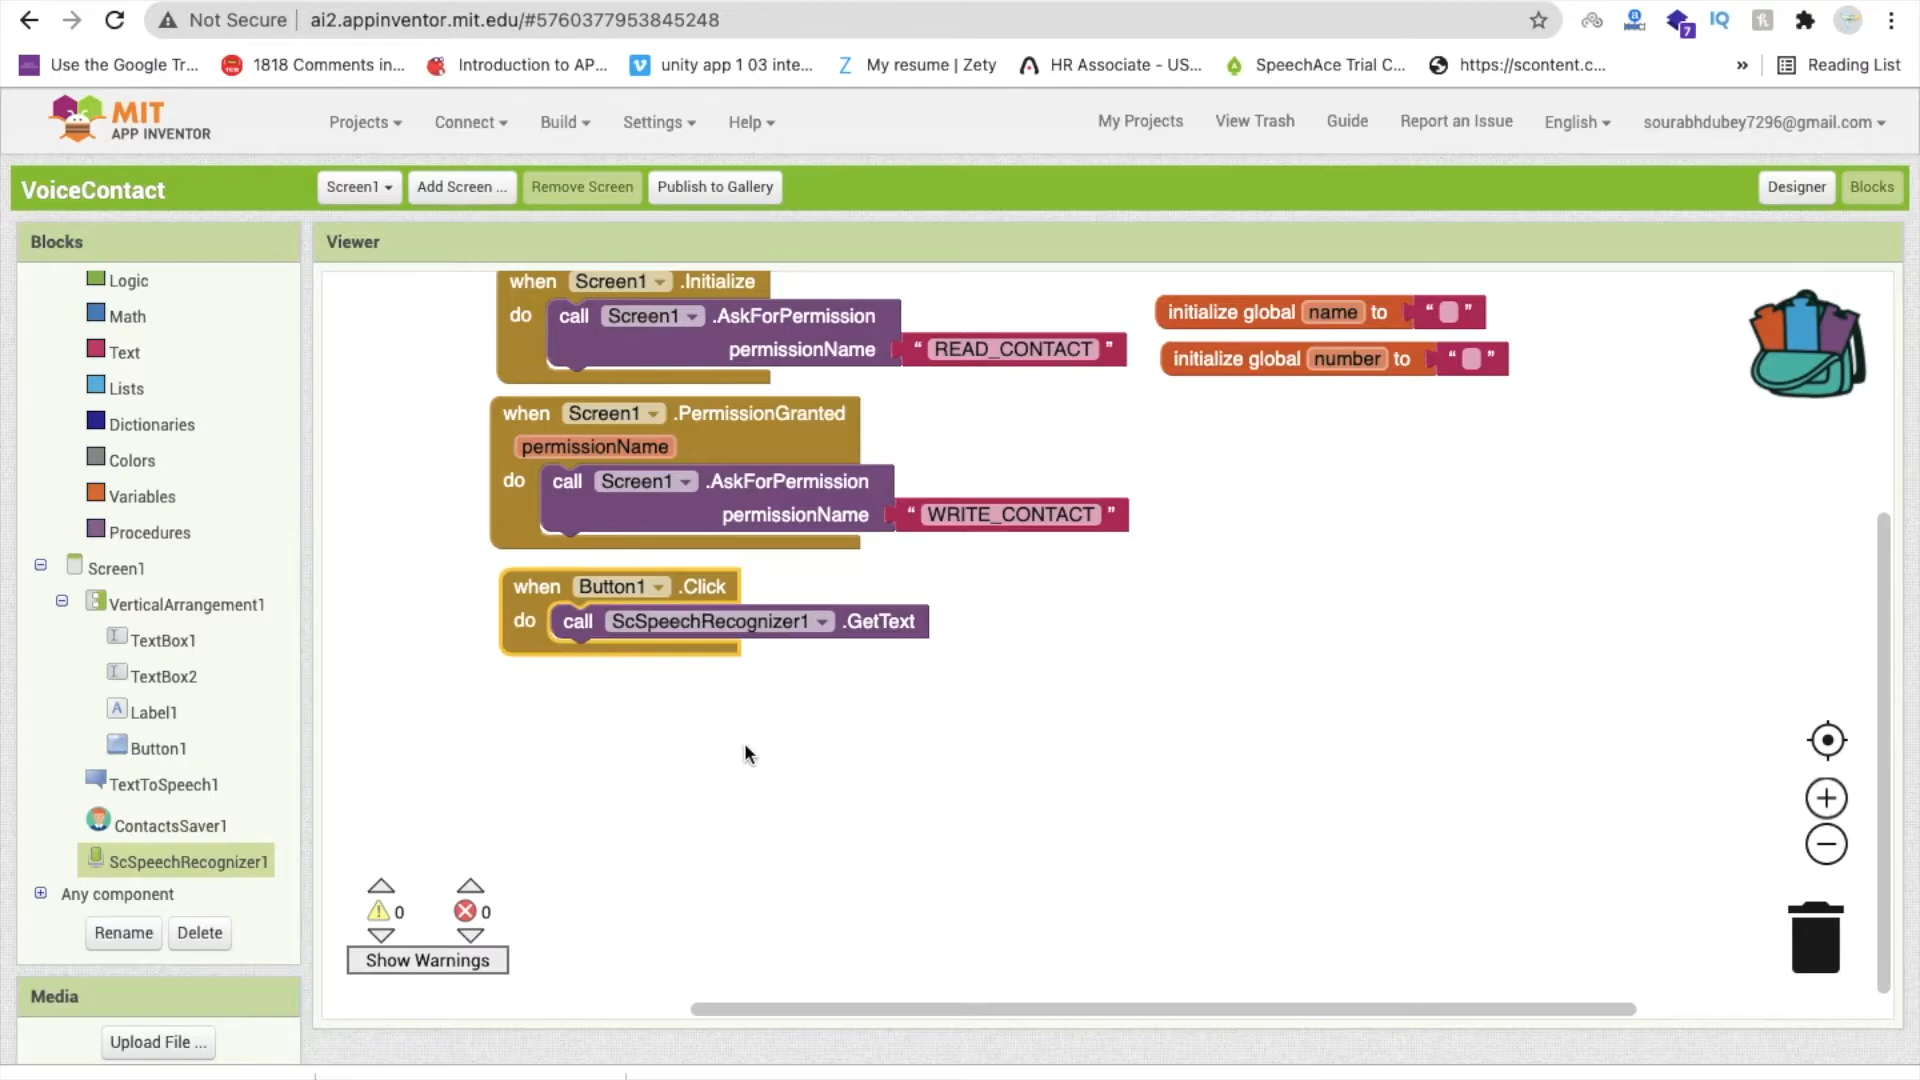 Not Secure | ai2.appinventor.mit.edu/#5760377953845248
a
7
IQ
Use the Google Tr...
1818 Comments in...
Introduction to AP...
unity app 1 03 inte...
My resume | Zety
HR Associate - US...
SpeechAce Trial C...
https://scontent.c...
»
Reading List
MIT
APP INVENTOR
Projects
Connect
Build
Settings
Help
My Projects
View Trash
Guide
Report an Issue
English
sourabhdubey7296@gmail.com
VoiceContact
Screen1
Add Screen ...
Remove Screen
Publish to Gallery
Designer
Blocks
Blocks
Logic
Math
Text
Lists
Dictionaries
Colors
Variables
Procedures
Screen1
VerticalArrangement1
TextBox1
TextBox2
Label1
Button1
TextToSpeech1
ContactsSaver1
ScSpeechRecognizer1
Any component
Rename
Delete
Media
Upload File ...
Viewer
when Screen1 .Initialize
do call Screen1 .AskForPermission
permissionName “ READ_CONTACT ”
initialize global name to “ ”
initialize global number to “ ”
when Screen1 .PermissionGranted
permissionName
do call Screen1 .AskForPermission
permissionName “ WRITE_CONTACT ”
when Button1 .Click
do call ScSpeechRecognizer1 .GetText
0
0
Show Warnings